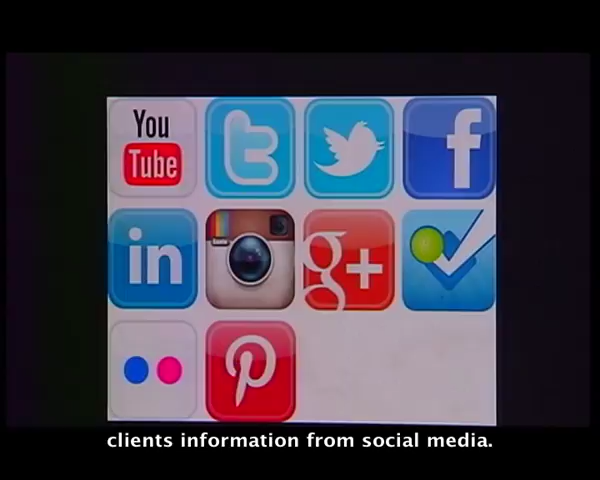 You
Tube
t
f
in
g+
P
clients information from social media.